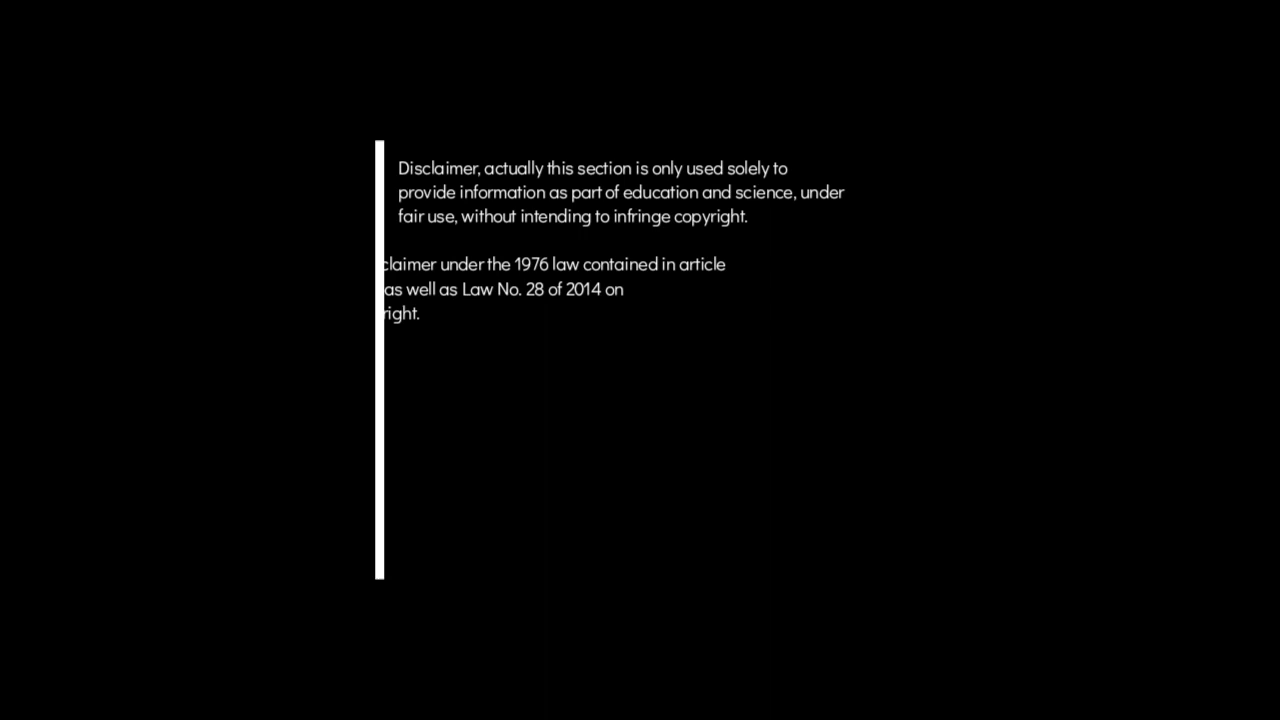 Disclaimer, actually this section is only used solely to
provide information as part of education and science, under
fair use, without intending to infringe copyright.
claimer under the 1976 law contained in article
as well as Law No. 28 of 2014 on
right.